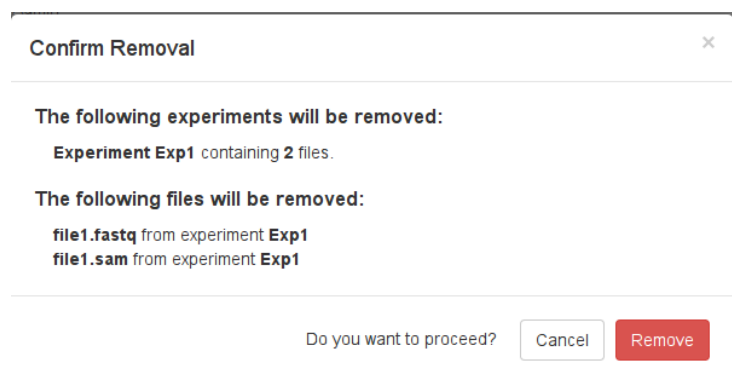 Confirm Removal ×
The following experiments will be removed:
Experiment Exp1 containing 2 files.
The following files will be removed:
file1.fastq from experiment Exp1
file1.sam from experiment Exp1
Do you want to proceed? Cancel Remove